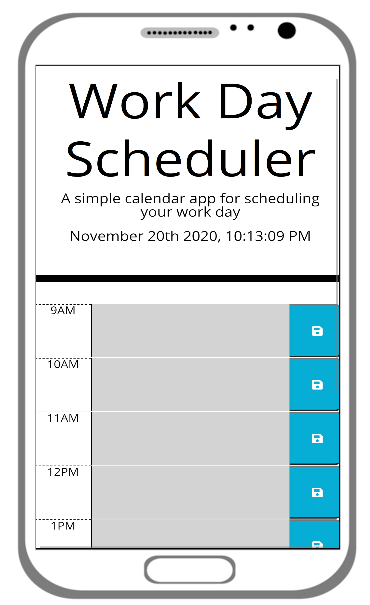 Work Day
Scheduler
A simple calendar app for scheduling
your work day
November 20th 2020, 10:13:09 PM
9AM
10AM
11AM
12PM
1PM